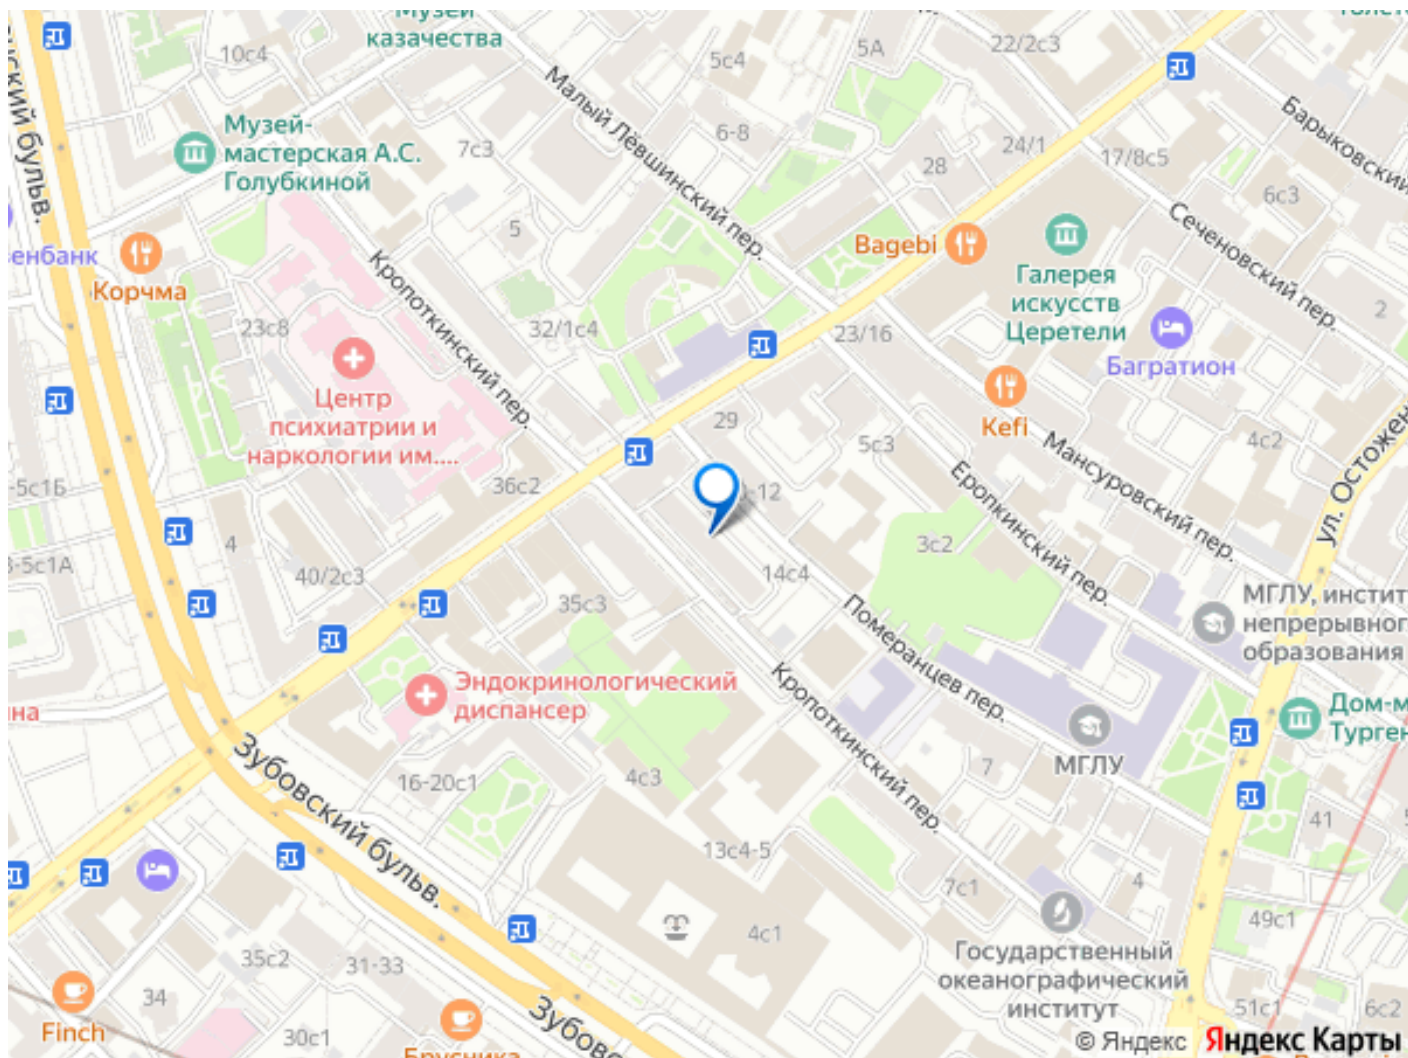 Музей
казачества
10с4
5с4
5А
22/2с3
Барыковский
Музей-
мастерская А.С.
Голубкиной
7с3
6-8
Малый Лёвшинский пер.
28
24/1
17/8с5
6с3
Сеченовский пер.
5
Bagebi
Галерея
искусств
Церетели
2
Корчма
23с8
Кропоткинский пер.
32/1с4
23/16
Багратион
Центр
психиатрии и
наркологии им....
29
5с3
Kefi
Мансуровский пер.
4с2
ул. Остожен
-5с1Б
36с2
-12
Еропкинский пер.
3с2
-5с1А
4
40/2с3
35с3
14с4
Померанцев пер.
МГЛУ, инстит
непрерывног
образования
Эндокринологический
диспансер
Кропоткинский пер.
Дом-м
Турген
на
Зубовский бульв.
16-20с1
4с3
7
МГЛУ
41
13с4-5
7с1
4
49с1
4с1
35с2
31-33
34
Finch
30с1
Брусника
Зубовс
Государственный
океанографический
институт
51с1
6с2
© Яндекс
Яндекс Карты